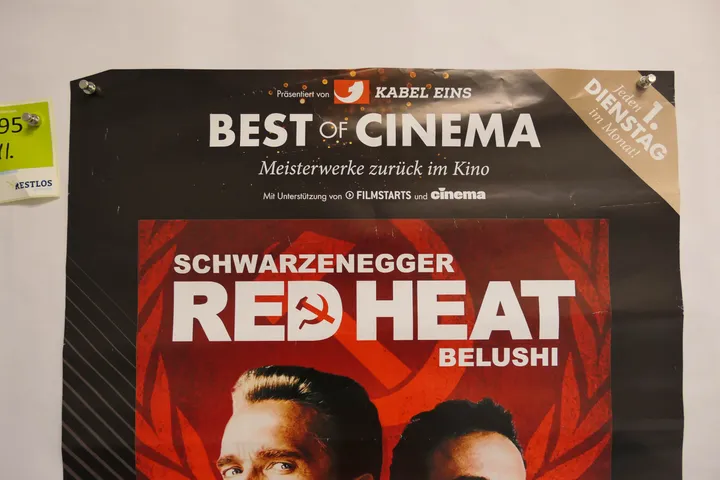 Präsentiert von KABEL EINS
BEST OF CINEMA
Meisterwerke zurück im Kino
Mit Unterstützung von FILMSTARTS und cinema
Jeden
1.
DIENSTAG
im Monat!
SCHWARZENEGGER
RED HEAT
BELUSHI
95
RESTLOS